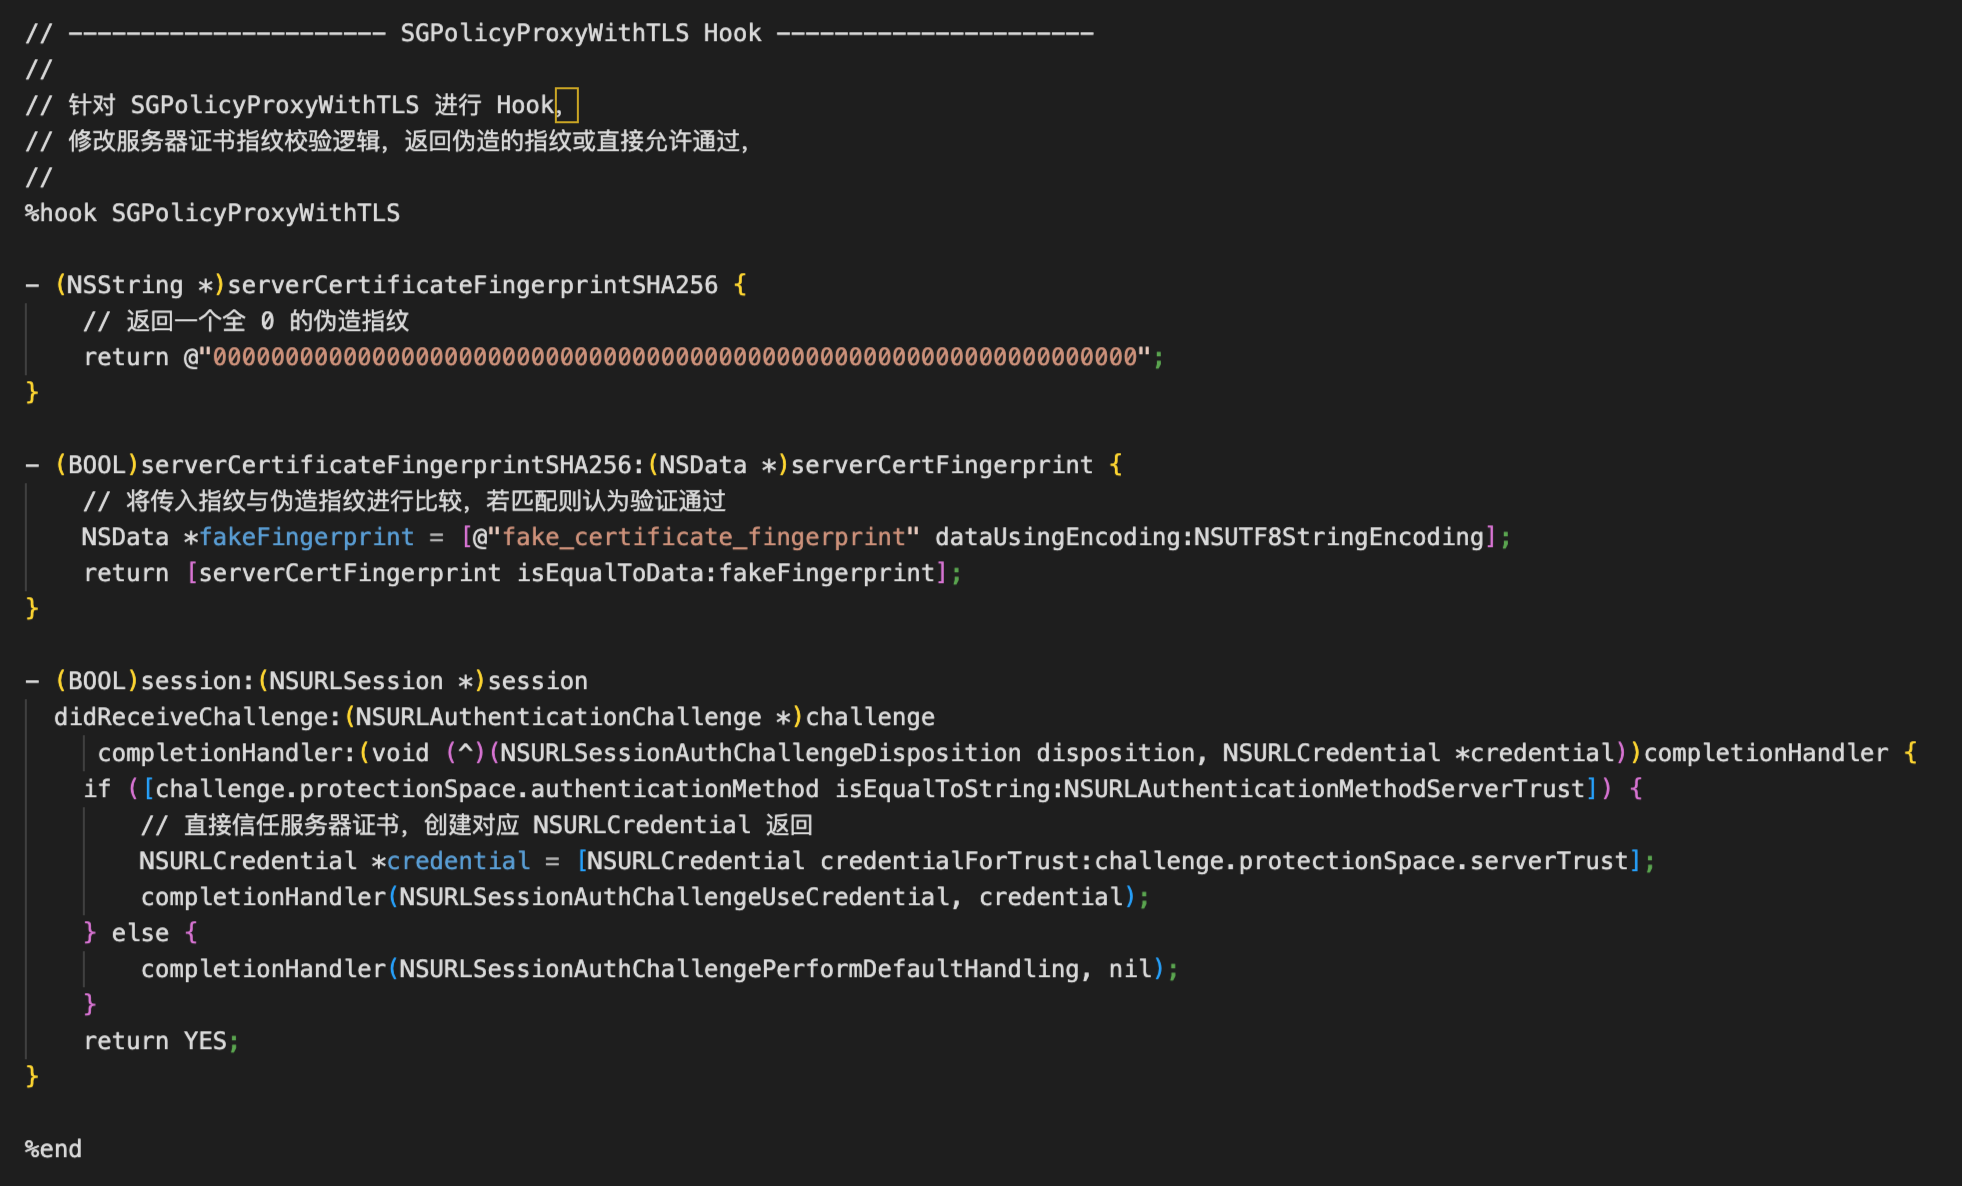 // ---------------------- SGPolicyProxyWithTLS Hook ----------------------
//
// 针对 SGPolicyProxyWithTLS 进行 Hook，
// 修改服务器证书指纹校验逻辑，返回伪造的指纹或直接允许通过，
//
%hook SGPolicyProxyWithTLS
- (NSString *)serverCertificateFingerprintSHA256 {
// 返回一个全 0 的伪造指纹
return @"0000000000000000000000000000000000000000000000000000000000000000";
}
- (BOOL)serverCertificateFingerprintSHA256:(NSData *)serverCertFingerprint {
// 将传入指纹与伪造指纹进行比较，若匹配则认为验证通过
NSData *fakeFingerprint = [@"fake_certificate_fingerprint" dataUsingEncoding:NSUTF8StringEncoding];
return [serverCertFingerprint isEqualToData:fakeFingerprint];
}
- (BOOL)session:(NSURLSession *)session
didReceiveChallenge:(NSURLAuthenticationChallenge *)challenge
completionHandler:(void (^)(NSURLSessionAuthChallengeDisposition disposition, NSURLCredential *credential))completionHandler {
if ([challenge.protectionSpace.authenticationMethod isEqualToString:NSURLAuthenticationMethodServerTrust]) {
// 直接信任服务器证书，创建对应 NSURLCredential 返回
NSURLCredential *credential = [NSURLCredential credentialForTrust:challenge.protectionSpace.serverTrust];
completionHandler(NSURLSessionAuthChallengeUseCredential, credential);
} else {
completionHandler(NSURLSessionAuthChallengePerformDefaultHandling, nil);
}
return YES;
}
%end